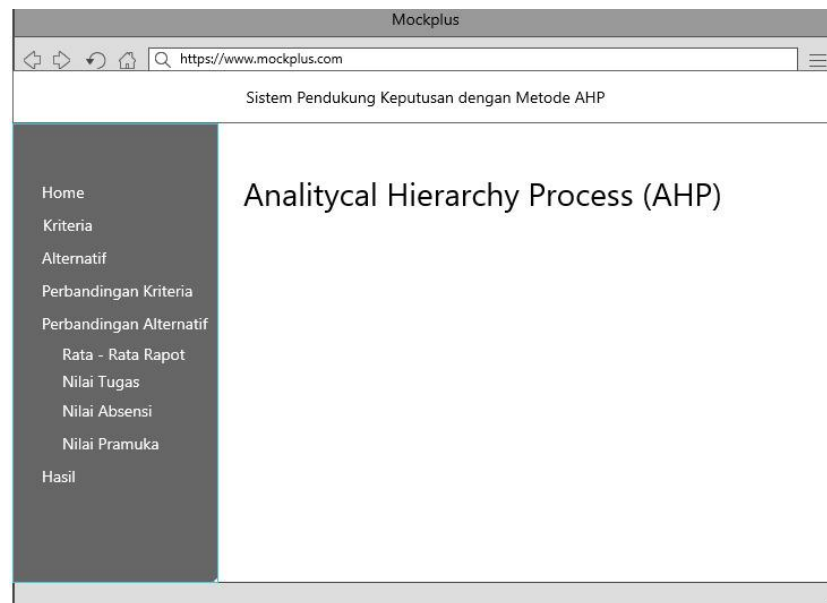 Mockplus
https://www.mockplus.com
Sistem Pendukung Keputusan dengan Metode AHP
Home
Kriteria
Alternatif
Perbandingan Kriteria
Perbandingan Alternatif
Rata - Rata Rapot
Nilai Tugas
Nilai Absensi
Nilai Pramuka
Hasil
Analitycal Hierarchy Process (AHP)